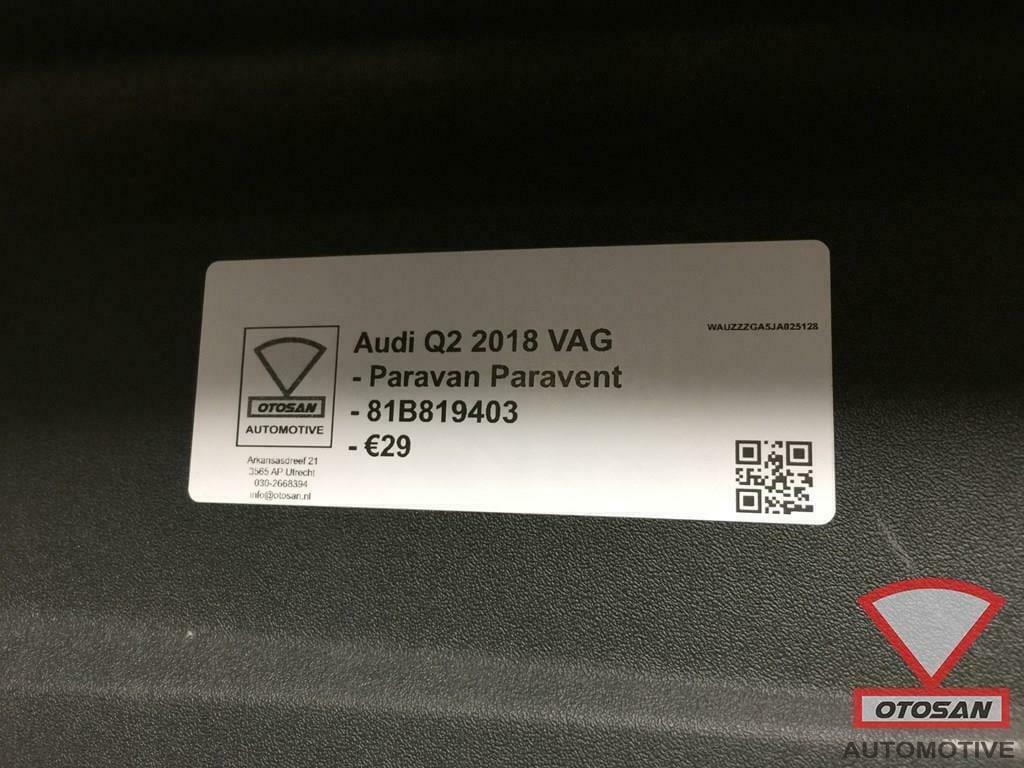 WAUZZZGA5JA025128
Audi Q2 2018 VAG
- Paravan Paravent
- 81B819403
- €29
OTOSAN
AUTOMOTIVE
Arkansasdreef 21
3565 AP Utrecht
030-2668394
info@otosan.nl
OTOSAN
AUTOMOTIVE